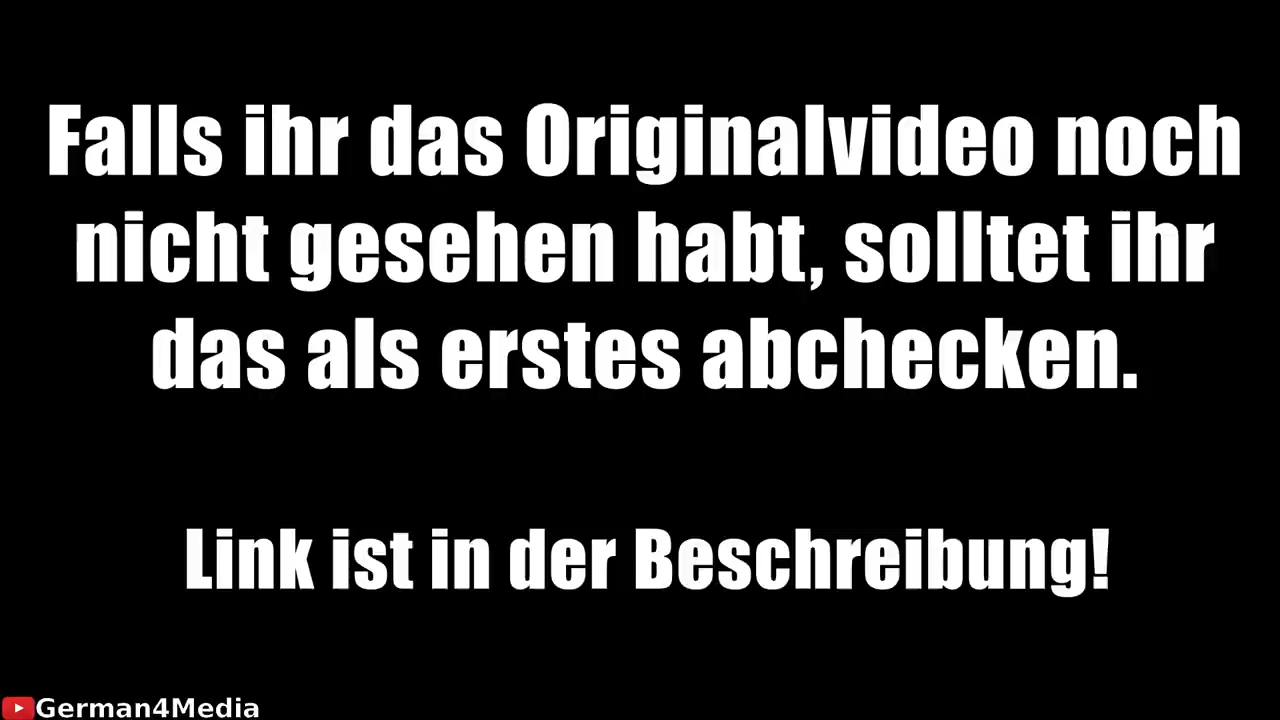 Falls ihr das Originalvideo noch
nicht gesehen habt, solltet ihr
das als erstes abchecken.
Link ist in der Beschreibung!
German4Media